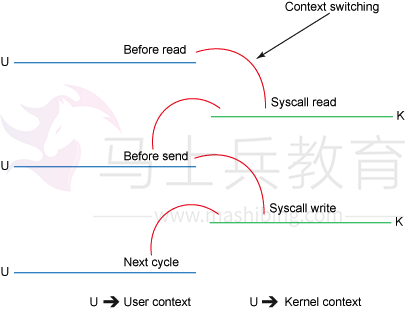 Context switching
Before read
U
Syscall read
K
Before send
U
马士兵教育
www.mashibing.com
Syscall write
K
Next cycle
U
U → User context U → Kernel context